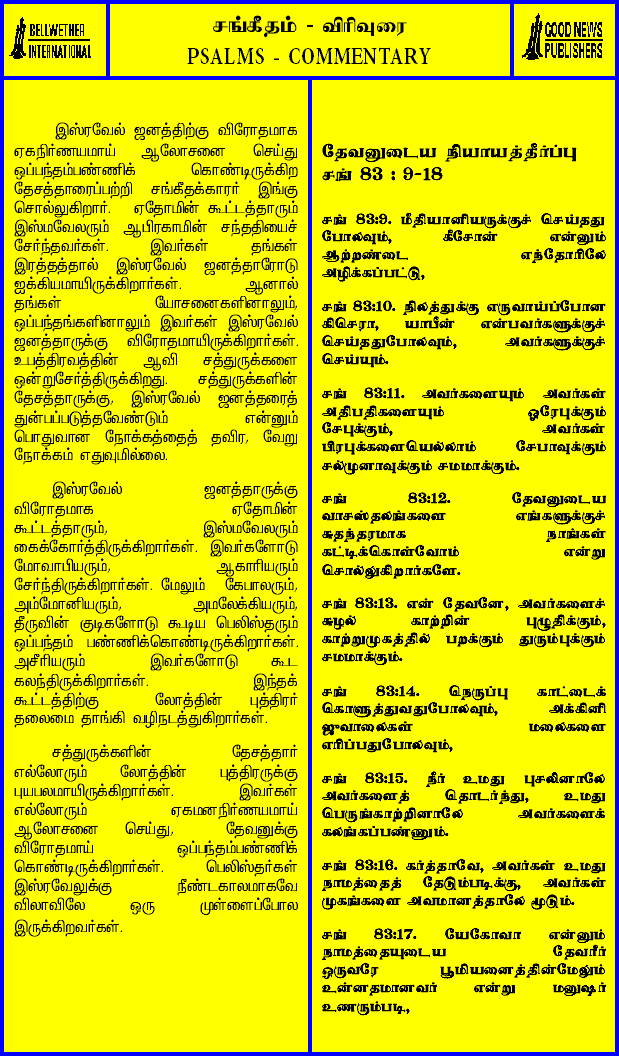 BELLWETHER
INTERNATIONAL
சங்கீதம் - விரிவுரை
PSALMS - COMMENTARY
GOOD NEWS
PUBLISHERS
இஸ்ரவேல் ஜனத்திற்கு விரோதமாக
ஏகநிர்ணயமாய் ஆலோசனை செய்து
ஒப்பந்தம்பண்ணிக் கொண்டிருக்கிற
தேசத்தாரைப்பற்றி சங்கீதக்காரர் இங்கு
சொல்லுகிறார். ஏதோமின் கூட்டத்தாரும்
இஸ்மவேலரும் ஆபிரகாமின் சந்ததியைச்
சேர்ந்தவர்கள். இவர்கள் தங்கள்
இரத்தத்தால் இஸ்ரவேல் ஜனத்தாரோடு
ஐக்கியமாயிருக்கிறார்கள். ஆனால்
தங்கள் யோசனைகளினாலும்,
ஒப்பந்தங்களினாலும் இவர்கள் இஸ்ரவேல்
ஜனத்தாருக்கு விரோதமாயிருக்கிறார்கள்.
உபத்திரவத்தின் ஆவி சத்துருக்களை
ஒன்றுசேர்த்திருக்கிறது. சத்துருக்களின்
தேசத்தாருக்கு, இஸ்ரவேல் ஜனத்தரைத்
துன்பப்படுத்தவேண்டும் என்னும்
பொதுவான நோக்கத்தைத் தவிர, வேறு
நோக்கம் எதுவுமில்லை.
இஸ்ரவேல் ஜனத்தாருக்கு
விரோதமாக ஏதோமின்
கூட்டத்தாரும், இஸ்மவேலரும்
கைக்கோர்த்திருக்கிறார்கள். இவர்களோடு
மோவாபியரும், ஆகாரியரும்
சேர்ந்திருக்கிறார்கள். மேலும் கேபாலரும்,
அம்மோனியரும், அமலேக்கியரும்,
தீருவின் குடிகளோடு கூடிய பெலிஸ்தரும்
ஒப்பந்தம் பண்ணிக்கொண்டிருக்கிறார்கள்.
அசீரியரும் இவர்களோடு கூட
கலந்திருக்கிறார்கள். இந்தக்
கூட்டத்திற்கு லோத்தின் புத்திரர்
தலைமை தாங்கி வழிநடத்துகிறார்கள்.
சத்துருக்களின் தேசத்தார்
எல்லோரும் லோத்தின் புத்திரருக்கு
புயபலமாயிருக்கிறார்கள். இவர்கள்
எல்லோரும் ஏகமனநிர்ணயமாய்
ஆலோசனை செய்து, தேவனுக்கு
விரோதமாய் ஒப்பந்தம்பண்ணிக்
கொண்டிருக்கிறார்கள். பெலிஸ்தர்கள்
இஸ்ரவேலுக்கு நீண்டகாலமாகவே
விலாவிலே ஒரு முள்ளைப்போல
இருக்கிறவர்கள்.
தேவனுடைய நியாயத்தீர்ப்பு
சங் 83 : 9-18
சங் 83:9. மீதியானியருக்குச் செய்தது
போலவும், கீசோன் என்னும்
ஆற்றண்டை எந்தோரிலே
அழிக்கப்பட்டு,
சங் 83:10. நிலத்துக்கு எருவாய்ப்போன
சிசெரா, யாபீன் என்பவர்களுக்குச்
செய்ததுபோலவும், அவர்களுக்குச்
செய்யும்.
சங் 83:11. அவர்களையும் அவர்கள்
அதிபதிகளையும் ஓரேபுக்கும்
சேபுக்கும், அவர்கள்
பிரபுக்களையெல்லாம் சேபாவுக்கும்
சல்முனாவுக்கும் சமமாக்கும்.
சங் 83:12. தேவனுடைய
வாசஸ்தலங்களை எங்களுக்குச்
சுதந்தரமாக நாங்கள்
கட்டிக்கொள்வோம் என்று
சொல்லுகிறார்களே.
சங் 83:13. என் தேவனே, அவர்களைச்
சுழல் காற்றின் புழுதிக்கும்,
காற்றுமுகத்தில் பறக்கும் துரும்புக்கும்
சமமாக்கும்.
சங் 83:14. நெருப்பு காட்டைக்
கொளுத்துவதுபோலவும், அக்கினி
ஜுவாலைகள் மலைகளை
எரிப்பதுபோலவும்,
சங் 83:15. நீர் உமது புசலினாலே
அவர்களைத் தொடர்ந்து, உமது
பெருங்காற்றினாலே அவர்களைக்
கலங்கப்பண்ணும்.
சங் 83:16. கர்த்தாவே, அவர்கள் உமது
நாமத்தைத் தேடும்படிக்கு, அவர்கள்
முகங்களை அவமானத்தாலே மூடும்.
சங் 83:17. யேகோவா என்னும்
நாமத்தையுடைய தேவரீர்
ஒருவரே பூமியனைத்தின்மேலும்
உன்னதமானவர் என்று மனுஷர்
உணரும்படி,